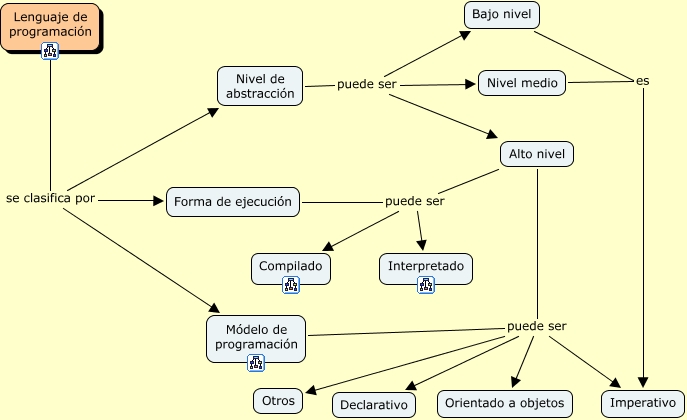 Lenguaje de
programación
Bajo nivel
Nivel de
abstracción
puede ser
Nivel medio
es
Alto nivel
se clasifica por
Forma de ejecución
puede ser
Compilado
Interpretado
Módelo de
programación
puede ser
Otros
Declarativo
Orientado a objetos
Imperativo